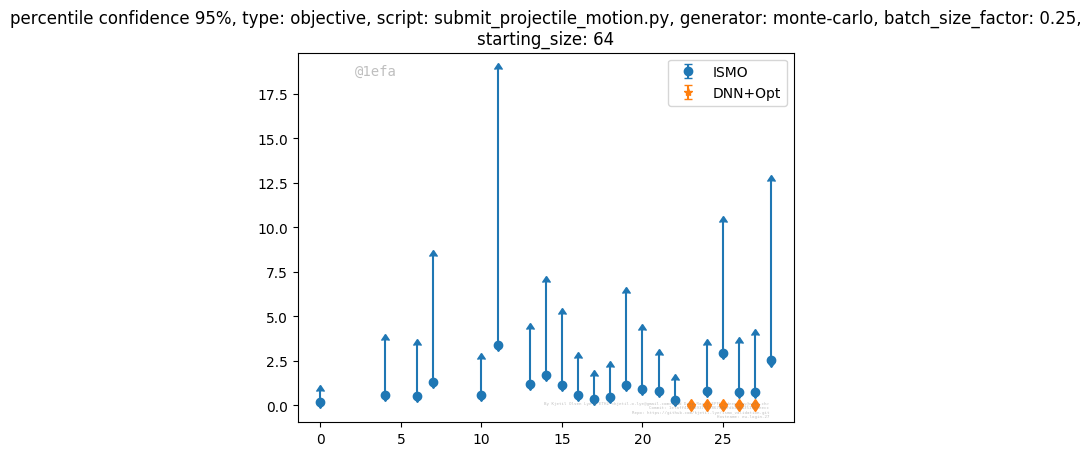 percentile confidence 95%, type: objective, script: submit_projectile_motion.py, generator: monte-carlo, batch_size_factor: 0.25,
starting_size: 64
@1efa
ISMO
DNN+Opt
17.5
15.0
12.5
10.0
7.5
5.0
2.5
0.0
0 5 10 15 20 25